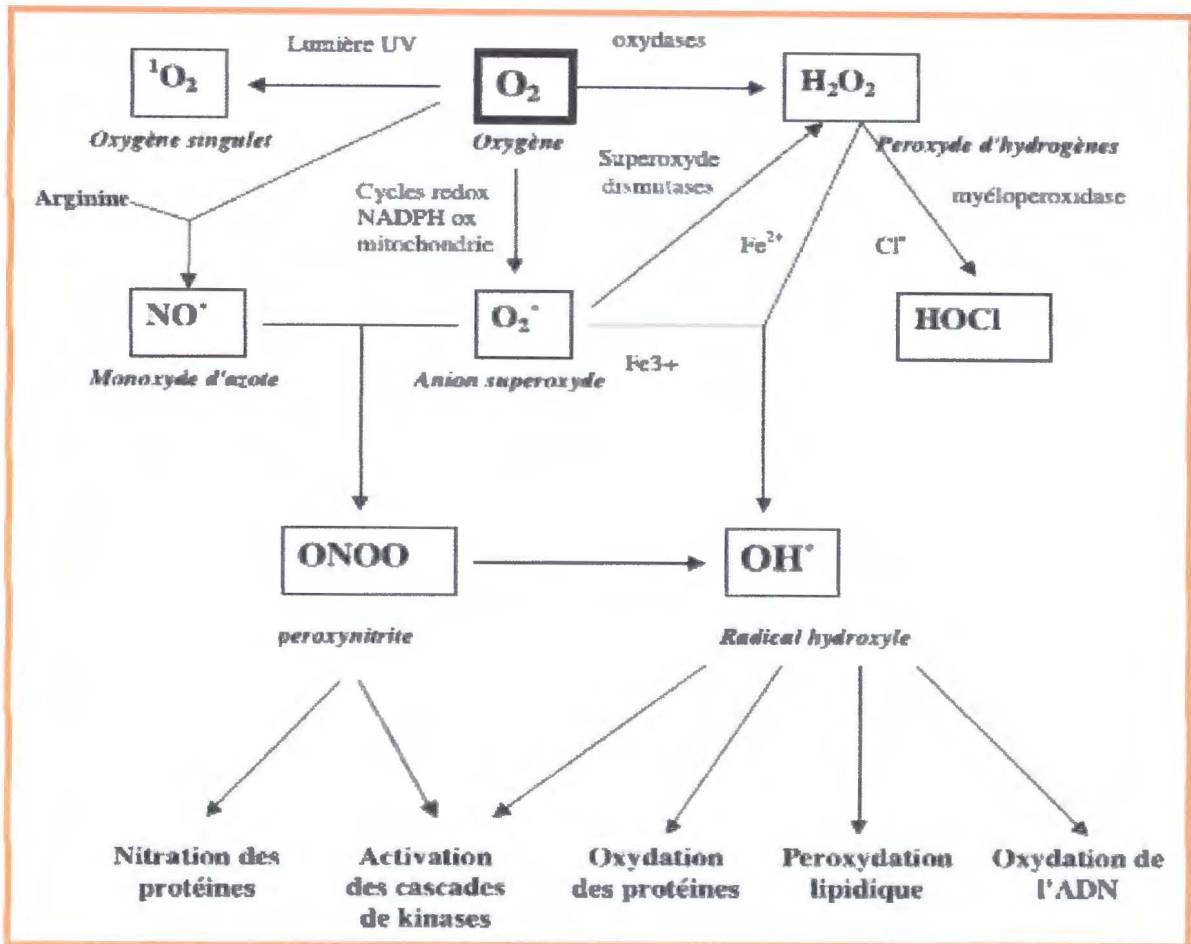 Lumière UV
oxydases
¹O₂
O₂
H₂O₂
Oxygène singulet
Oxygène
Peroxyde d'hydrogènes
Superoxyde
dismutases
Arginine
Cycles redox
NADPH ox
mitochondrie
myéloperoxidase
Fe²⁺
Cl⁻
NO°
O₂°
HOCl
Monoxyde d'azote
Anion superoxyde
Fe3+
ONOO
OH°
peroxynitrite
Radical hydroxyle
Nitration des
protéines
Activation
des cascades
de kinases
Oxydation
des protéines
Peroxydation
lipidique
Oxydation de
l'ADN